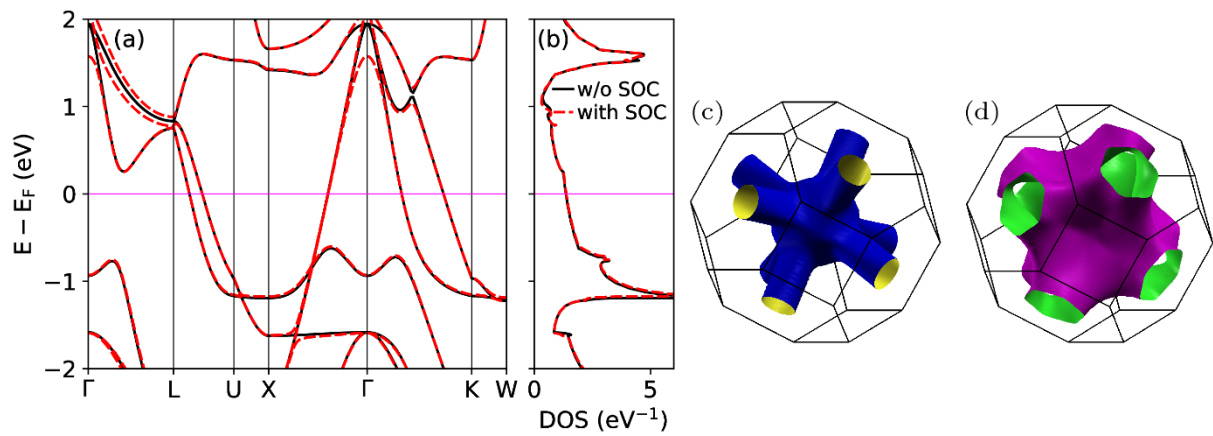 (a)
E − E_F (eV)
2
1
0
−1
−2
Γ L U X Γ K W
(b)
w/o SOC
with SOC
0 5
DOS (eV⁻¹)
(c)
(d)